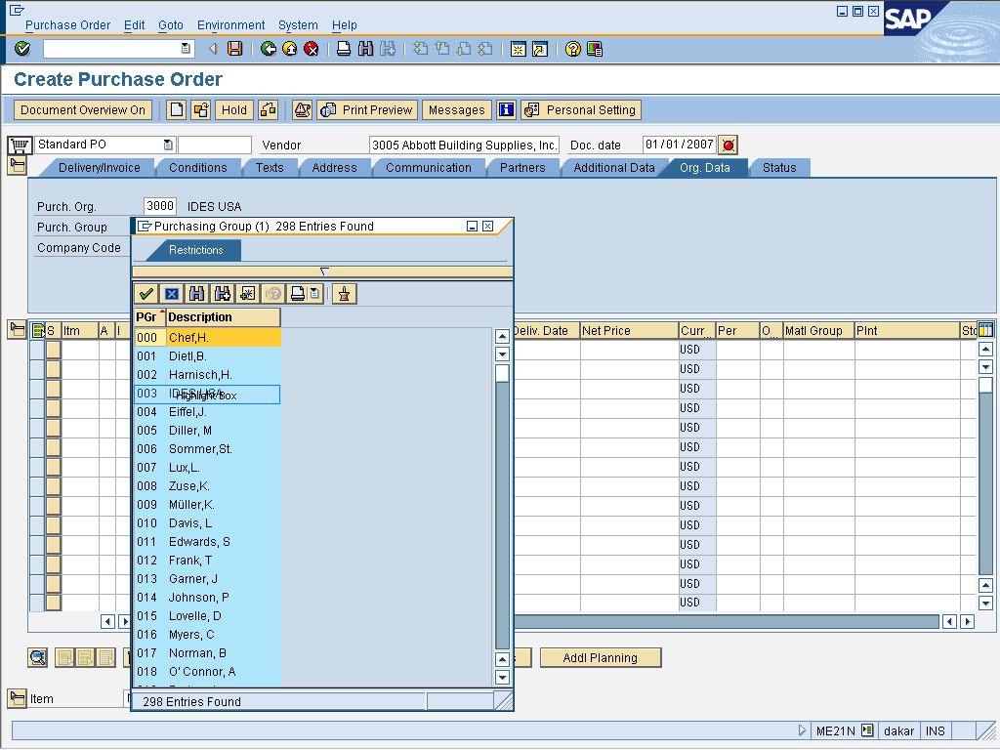 Purchase Order Edit Goto Environment System Help
SAP
Create Purchase Order
Document Overview On Hold Print Preview Messages Personal Setting
Standard PO Vendor 3005 Abbott Building Supplies, Inc. Doc. date 01/01/2007
Delivery/Invoice Conditions Texts Address Communication Partners Additional Data Org. Data Status
Purch. Org. 3000 IDES USA
Purch. Group
Company Code
Purchasing Group (1) 298 Entries Found
Restrictions
PGr Description
000 Chef,H.
001 Dietl,B.
002 Harnisch,H.
003 IDES USA
Highlight Box
004 Eiffel,J.
005 Diller, M
006 Sommer,St.
007 Lux,L.
008 Zuse,K.
009 Müller,K.
010 Davis, L
011 Edwards, S
012 Frank, T
013 Garner, J
014 Johnson, P
015 Lovelle, D
016 Myers, C
017 Norman, B
018 O' Connor, A
298 Entries Found
S Itm A I Deliv. Date Net Price Curr... Per O... Matl Group Plnt Sto
USD
USD
USD
USD
USD
USD
USD
USD
USD
USD
USD
USD
USD
USD
Addl Planning
Item
ME21N dakar INS